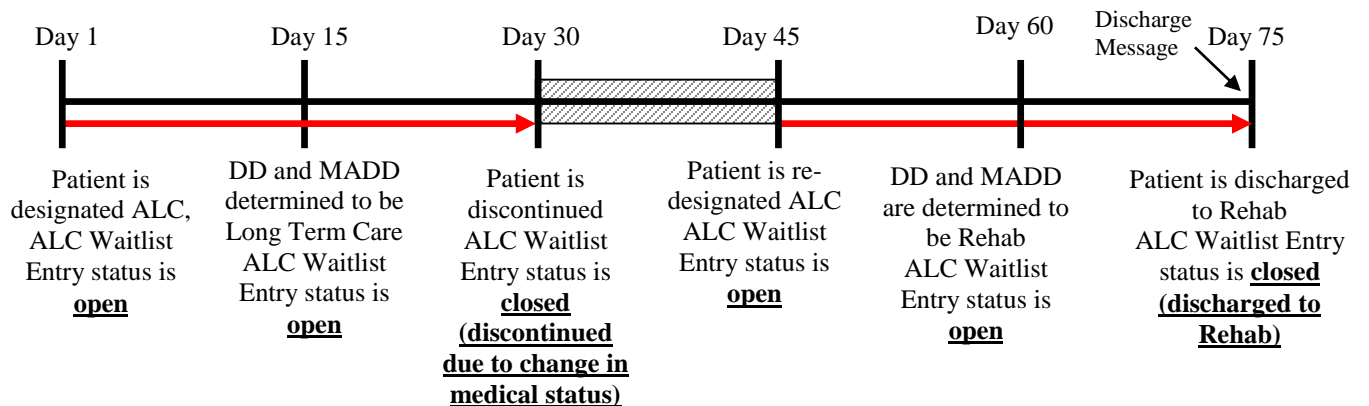 Day 1
Day 15
Day 30
Day 45
Day 60
Discharge
Message
Day 75
Patient is
designated ALC,
ALC Waitlist
Entry status is
open
DD and MADD
determined to be
Long Term Care
ALC Waitlist
Entry status is
open
Patient is
discontinued
ALC Waitlist
Entry status is
closed
(discontinued
due to change in
medical status)
Patient is re-
designated ALC
ALC Waitlist
Entry status is
open
DD and MADD
are determined to
be Rehab
ALC Waitlist
Entry status is
open
Patient is discharged
to Rehab
ALC Waitlist Entry
status is closed
(discharged to
Rehab)